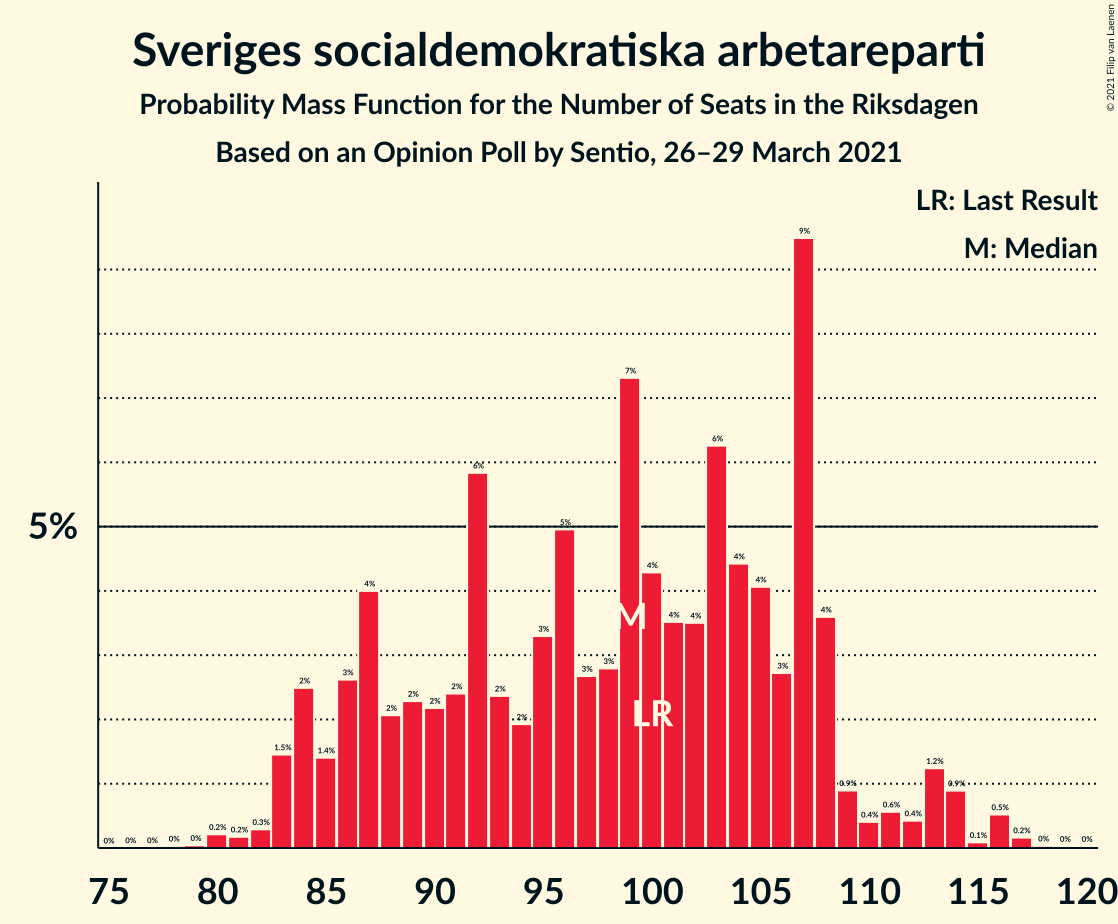 Sveriges socialdemokratiska arbetareparti
Probability Mass Function for the Number of Seats in the Riksdagen
Based on an Opinion Poll by Sentio, 26–29 March 2021
© 2021 Filip van Laenen
LR: Last Result
M: Median
5%
0% 0% 0% 0% 0% 0.2% 0.2% 0.3% 1.5% 2% 1.4% 3% 4% 2% 2% 2% 2% 6% 2% 2% 3% 5% 3% 3% 7% 4% 4% 4% 6% 4% 4% 3% 9% 4% 0.9% 0.4% 0.6% 0.4% 1.2% 0.9% 0.1% 0.5% 0.2% 0% 0% 0%
M
LR
75 80 85 90 95 100 105 110 115 120